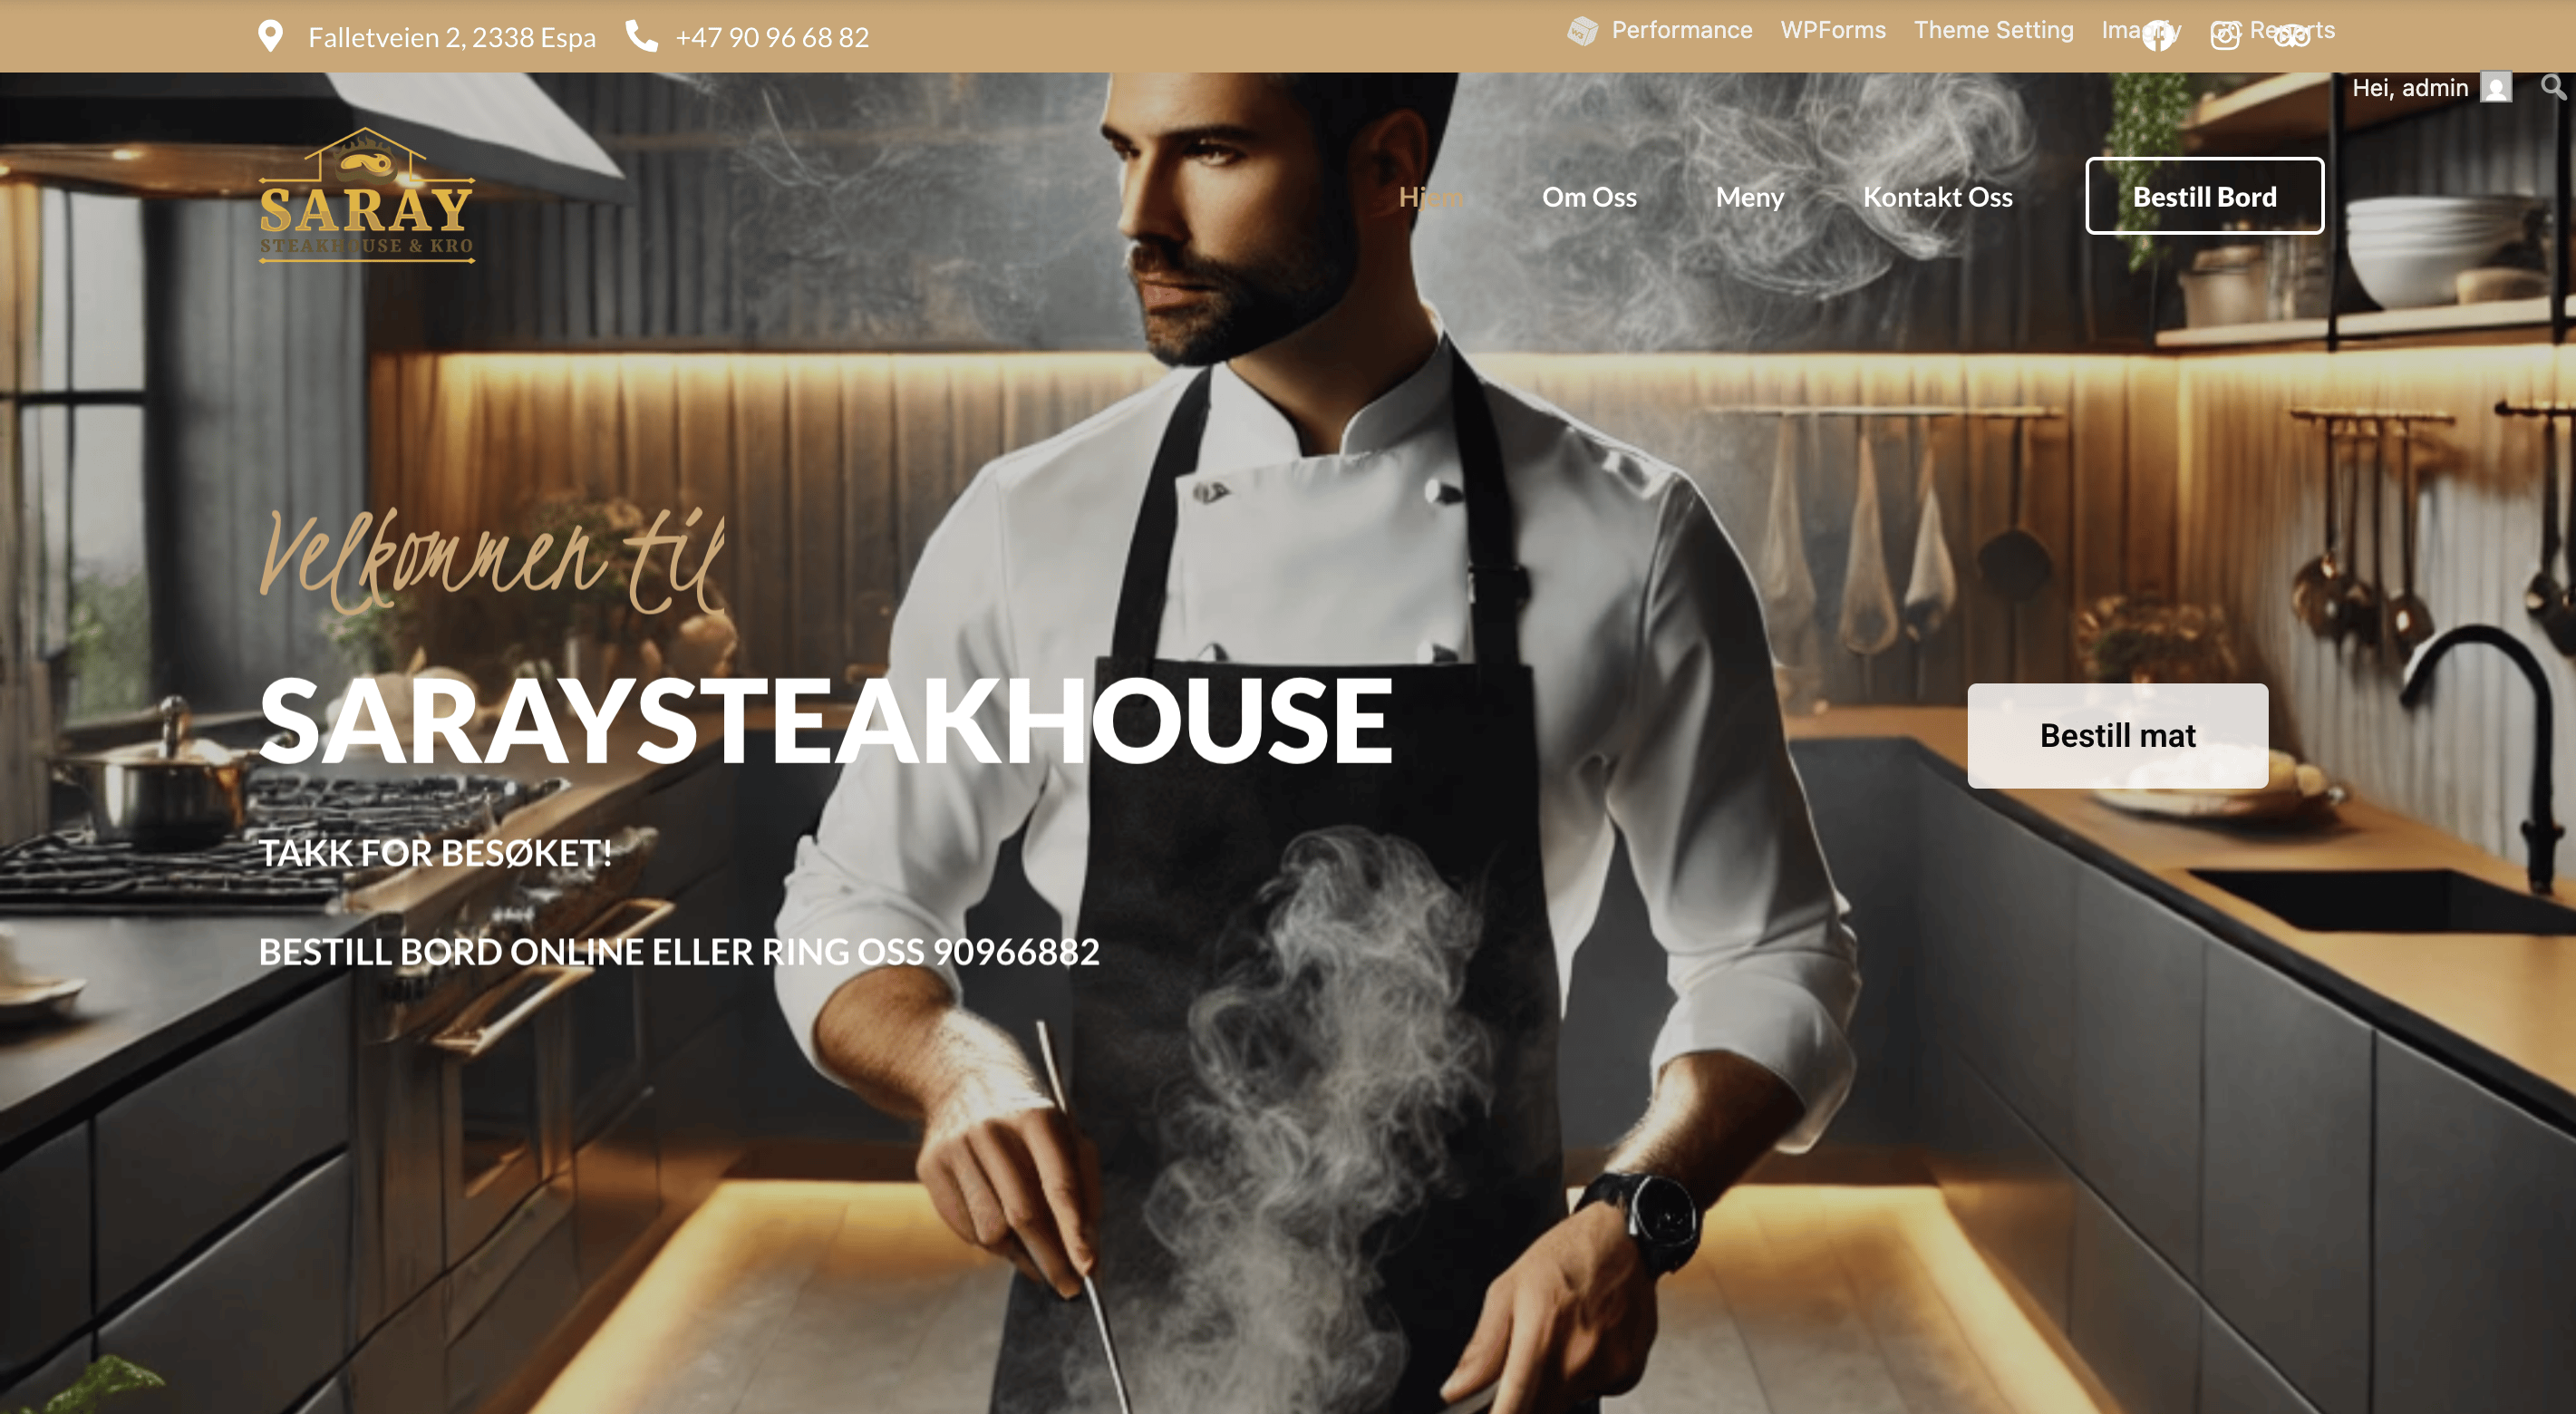 Falletveien 2, 2338 Espa +47 90 96 68 82 Performance WPForms Theme Setting Imagify GC Reports
Hei, admin
SARAY
STEAKHOUSE & KRO
Hjem Om Oss Meny Kontakt Oss Bestill Bord
Velkommen til
SARAYSTEAKHOUSE
Bestill mat
TAKK FOR BESØKET!
BESTILL BORD ONLINE ELLER RING OSS 90966882